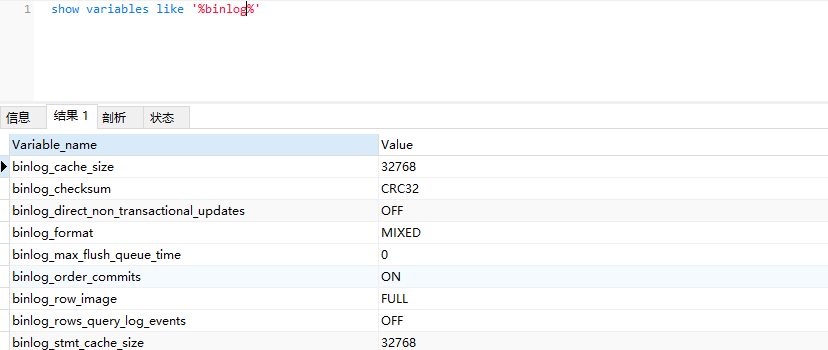 1 show variables like '%binlog%'
信息 结果 1 剖析 状态
Variable_name Value
binlog_cache_size 32768
binlog_checksum CRC32
binlog_direct_non_transactional_updates OFF
binlog_format MIXED
binlog_max_flush_queue_time 0
binlog_order_commits ON
binlog_row_image FULL
binlog_rows_query_log_events OFF
binlog_stmt_cache_size 32768